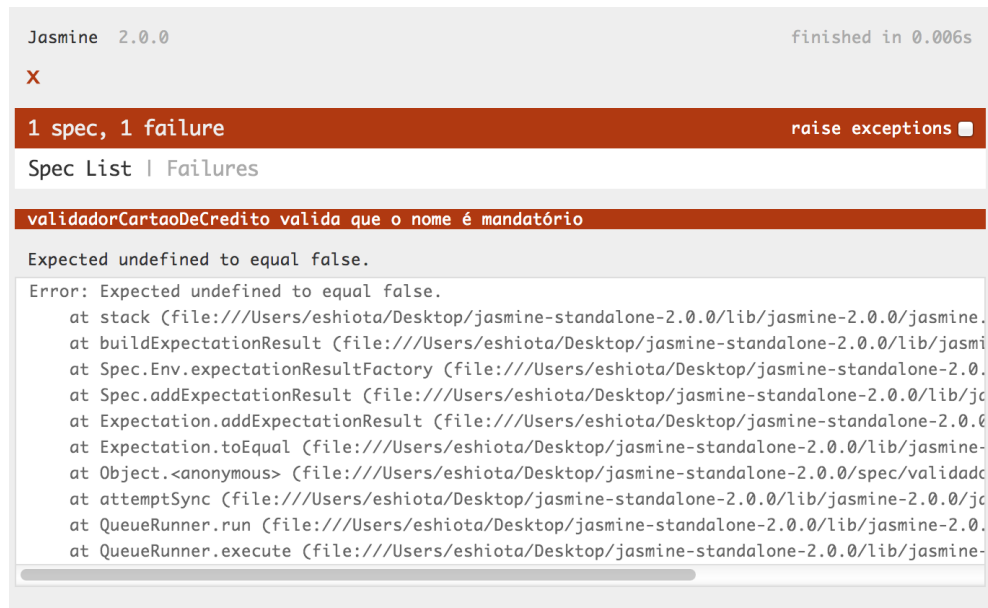 Jasmine 2.0.0 finished in 0.006s
x
1 spec, 1 failure raise exceptions
Spec List | Failures
validadorCartaoDeCredito valida que o nome é mandatório
Expected undefined to equal false.
Error: Expected undefined to equal false.
at stack (file:///Users/eshiota/Desktop/jasmine-standalone-2.0.0/lib/jasmine-2.0.0/jasmine.
at buildExpectationResult (file:///Users/eshiota/Desktop/jasmine-standalone-2.0.0/lib/jasmi
at Spec.Env.expectationResultFactory (file:///Users/eshiota/Desktop/jasmine-standalone-2.0.
at Spec.addExpectationResult (file:///Users/eshiota/Desktop/jasmine-standalone-2.0.0/lib/ja
at Expectation.addExpectationResult (file:///Users/eshiota/Desktop/jasmine-standalone-2.0.0
at Expectation.toEqual (file:///Users/eshiota/Desktop/jasmine-standalone-2.0.0/lib/jasmine-
at Object.<anonymous> (file:///Users/eshiota/Desktop/jasmine-standalone-2.0.0/spec/validado
at attemptSync (file:///Users/eshiota/Desktop/jasmine-standalone-2.0.0/lib/jasmine-2.0.0/ja
at QueueRunner.run (file:///Users/eshiota/Desktop/jasmine-standalone-2.0.0/lib/jasmine-2.0.
at QueueRunner.execute (file:///Users/eshiota/Desktop/jasmine-standalone-2.0.0/lib/jasmine-